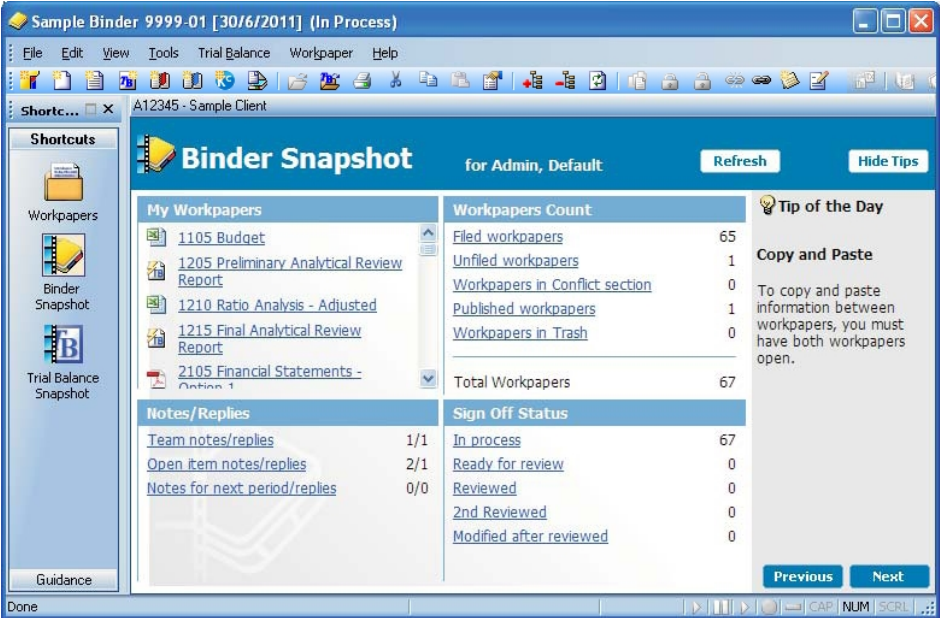 Sample Binder 9999-01 [30/6/2011] (In Process)
File Edit View Tools Trial Balance Workpaper Help
Shortc...
A12345 - Sample Client
Shortcuts
Workpapers
Binder
Snapshot
Trial Balance
Snapshot
Guidance
Binder Snapshot for Admin, Default Refresh Hide Tips
My Workpapers
1105 Budget
1205 Preliminary Analytical Review
Report
1210 Ratio Analysis - Adjusted
1215 Final Analytical Review
Report
2105 Financial Statements -
Option 1
Workpapers Count
Filed workpapers 65
Unfiled workpapers 1
Workpapers in Conflict section 0
Published workpapers 1
Workpapers in Trash 0
Total Workpapers 67
Notes/Replies
Team notes/replies 1/1
Open item notes/replies 2/1
Notes for next period/replies 0/0
Sign Off Status
In process 67
Ready for review 0
Reviewed 0
2nd Reviewed 0
Modified after reviewed 0
Tip of the Day
Copy and Paste
To copy and paste
information between
workpapers, you must
have both workpapers
open.
Previous Next
Done CAP NUM SCRL